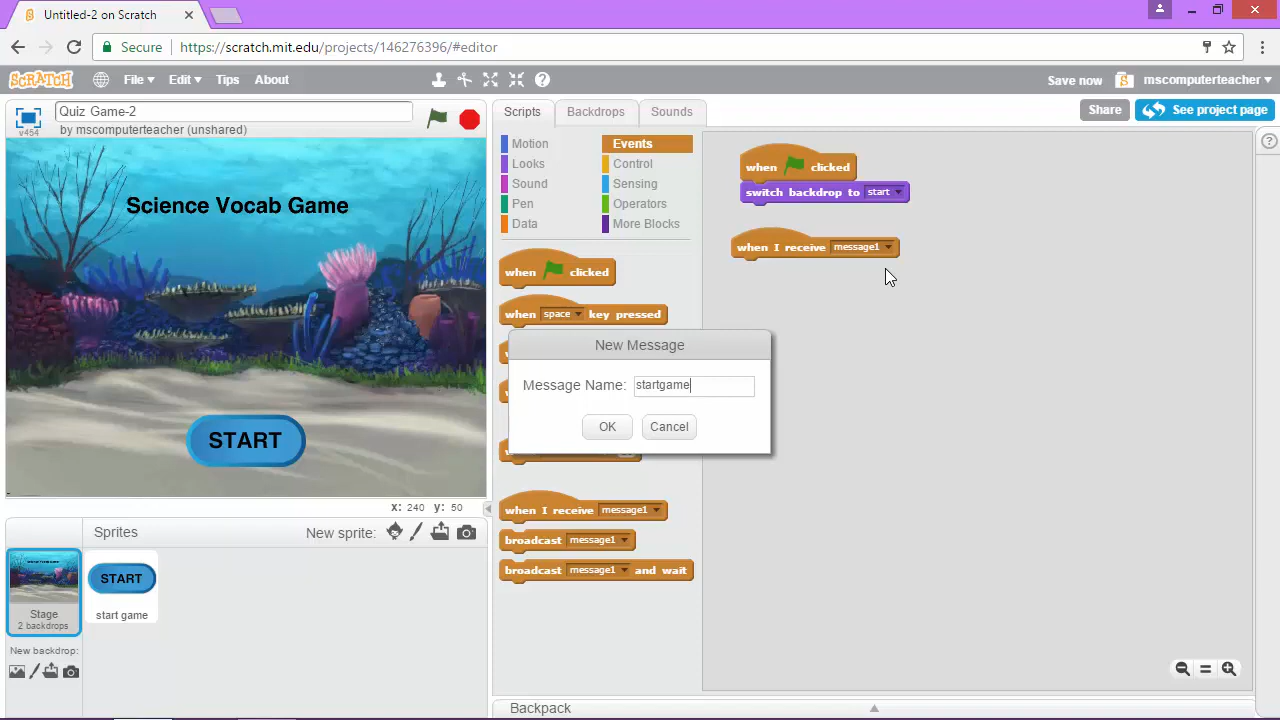 Untitled-2 on Scratch
Secure
https://scratch.mit.edu/projects/146276396/#editor
SCRATCH
File
Edit
Tips
About
Save now
mscomputerteacher
v454
Quiz Game-2
by mscomputerteacher (unshared)
Scripts
Backdrops
Sounds
Share
See project page
Motion
Events
Looks
Control
Sound
Sensing
Pen
Operators
Data
More Blocks
when clicked
switch backdrop to start
when I receive message1
Science Vocab Game
START
when clicked
when space key pressed
New Message
Message Name: startgame
OK
Cancel
when I receive message1
broadcast message1
broadcast message1 and wait
x: 240 y: 50
Sprites
New sprite:
START
Stage
2 backdrops
start game
New backdrop:
Backpack